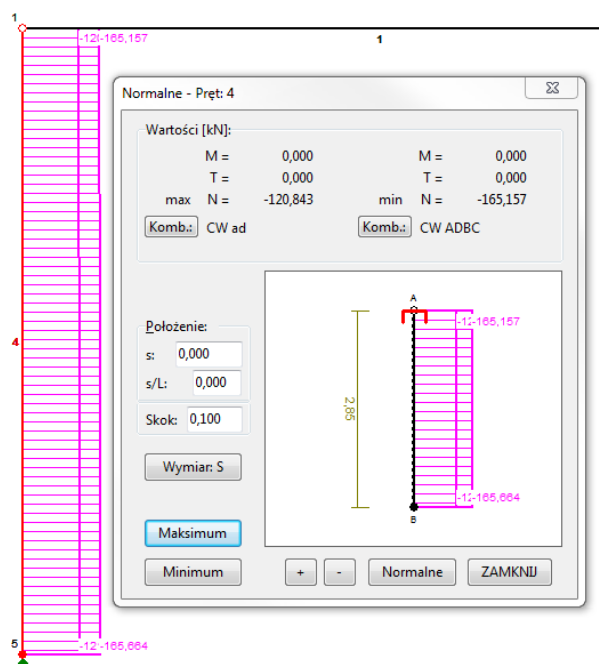 1
-12(-165,157
1
Normalne - Pręt: 4
Wartości [kN]:
M = 0,000 M = 0,000
T = 0,000 T = 0,000
max N = -120,843 min N = -165,157
Komb.: CW ad Komb.: CW ADBC
A
-12-165,157
Położenie:
s: 0,000
4
s/L: 0,000
2,85
Skok: 0,100
Wymiar: S
-12-165,664
B
Maksimum
Minimum + - Normalne ZAMKNIJ
5 -12-165,664